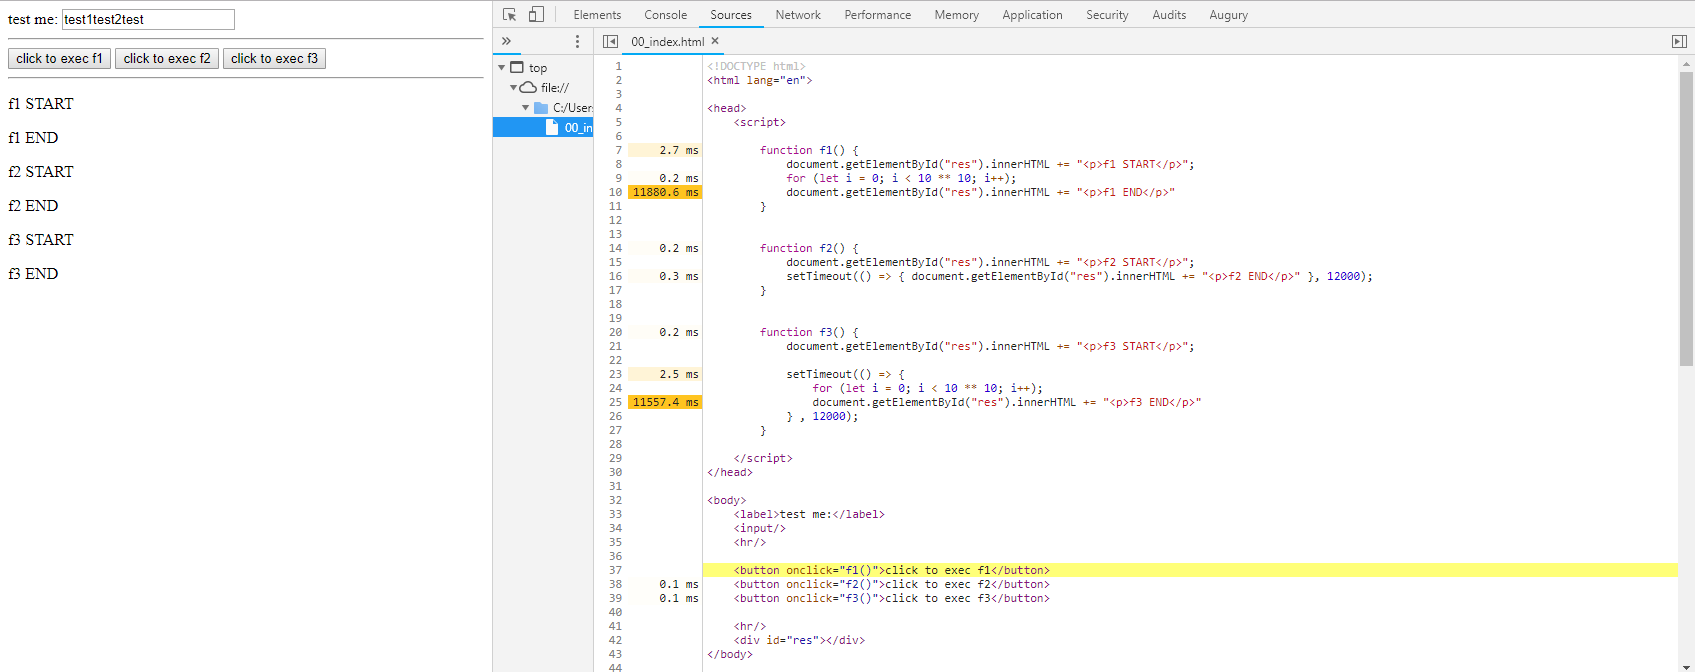 test me: test1test2test
click to exec f1 click to exec f2 click to exec f3
f1 START
f1 END
f2 START
f2 END
f3 START
f3 END
Elements Console Sources Network Performance Memory Application Security Audits Augury
» 00_index.html ×
top
file://
C:/User
00_in
1 <!DOCTYPE html>
2 <html lang="en">
3
4 <head>
5 <script>
6
7 2.7 ms function f1() {
8 document.getElementById("res").innerHTML += "<p>f1 START</p>";
9 0.2 ms for (let i = 0; i < 10 ** 10; i++);
10 11880.6 ms document.getElementById("res").innerHTML += "<p>f1 END</p>"
11 }
12
13
14 0.2 ms function f2() {
15 document.getElementById("res").innerHTML += "<p>f2 START</p>";
16 0.3 ms setTimeout(() => { document.getElementById("res").innerHTML += "<p>f2 END</p>" }, 12000);
17 }
18
19
20 0.2 ms function f3() {
21 document.getElementById("res").innerHTML += "<p>f3 START</p>";
22
23 2.5 ms setTimeout(() => {
24 for (let i = 0; i < 10 ** 10; i++);
25 11557.4 ms document.getElementById("res").innerHTML += "<p>f3 END</p>"
26 } , 12000);
27 }
28
29 </script>
30 </head>
31
32 <body>
33 <label>test me:</label>
34 <input/>
35 <hr/>
36
37 <button onclick="f1()">click to exec f1</button>
38 0.1 ms <button onclick="f2()">click to exec f2</button>
39 0.1 ms <button onclick="f3()">click to exec f3</button>
40
41 <hr/>
42 <div id="res"></div>
43 </body>
44